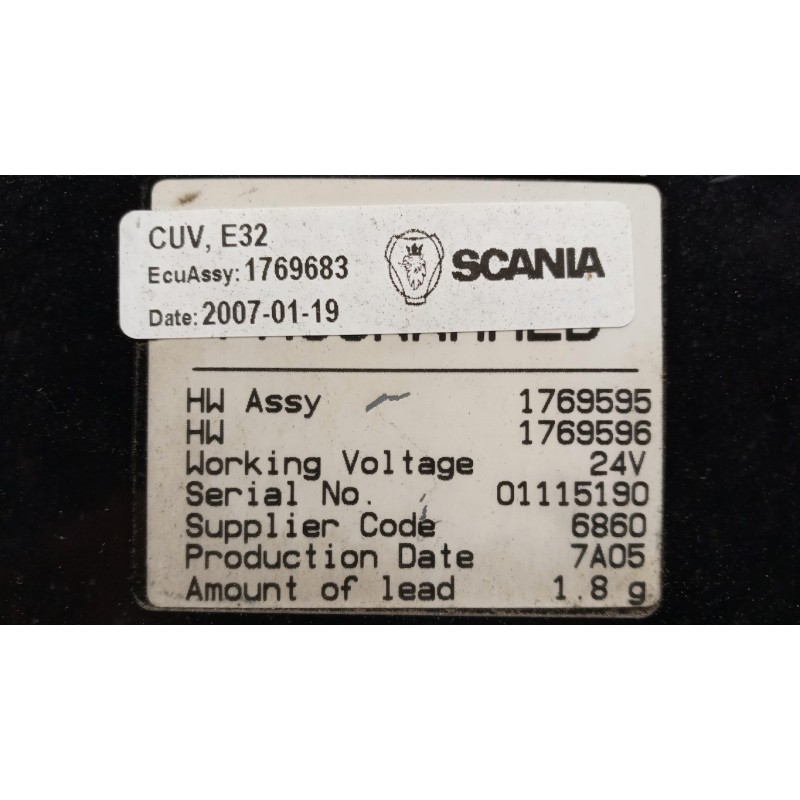 CUV, E32
EcuAssy: 1769683
SCANIA
Date: 2007-01-19
HW Assy 1769595
HW 1769596
Working Voltage 24V
Serial No. 01115190
Supplier Code 6860
Production Date 7A05
Amount of lead 1.8 g